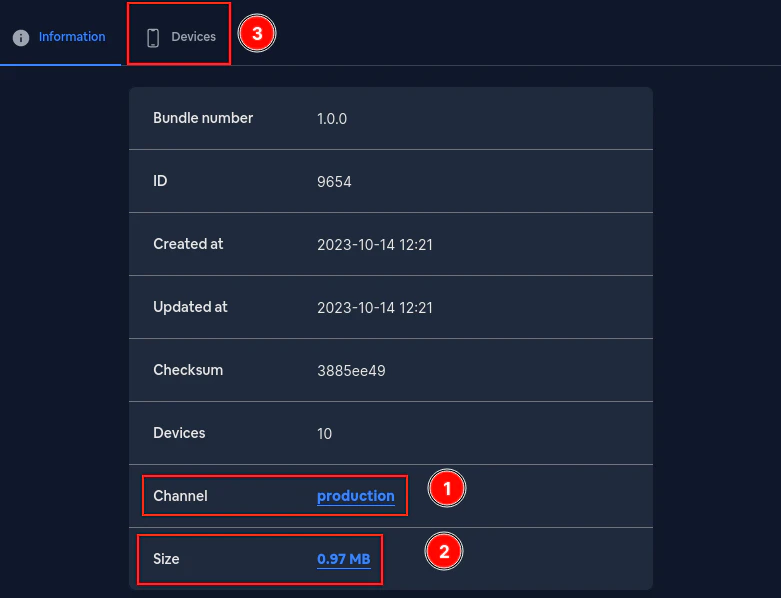 Information Devices 3
Bundle number 1.0.0
ID 9654
Created at 2023-10-14 12:21
Updated at 2023-10-14 12:21
Checksum 3885ee49
Devices 10
Channel production 1
Size 0.97 MB 2